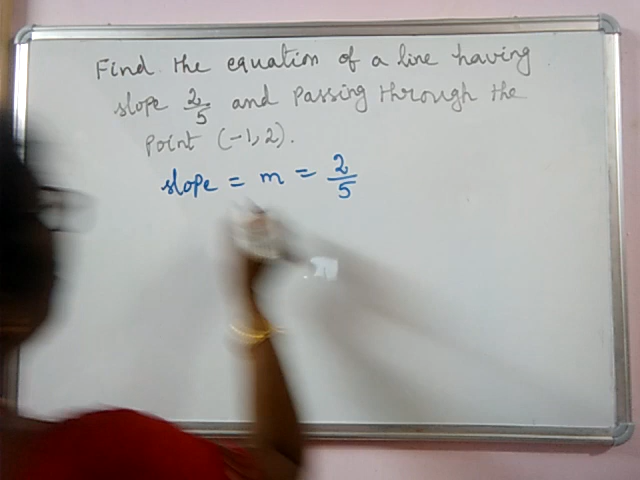 Find the equation of a line having
slope 2/5 and passing through the
point (-1,2).
slope = m = 2/5